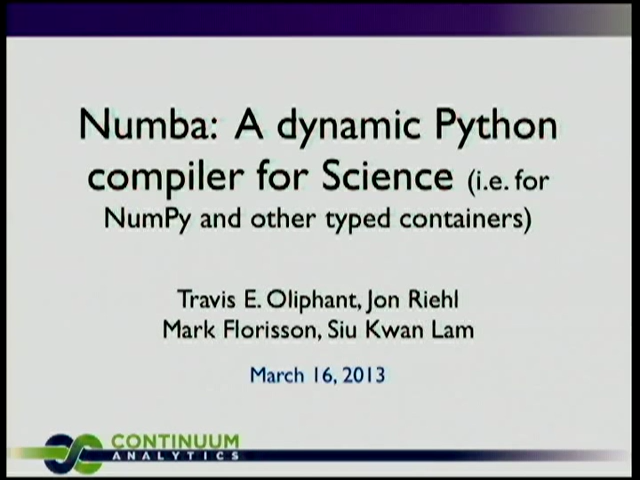 Numba: A dynamic Python
compiler for Science (i.e. for
NumPy and other typed containers)
Travis E. Oliphant, Jon Riehl
Mark Florisson, Siu Kwan Lam
March 16, 2013
CONTINUUM
ANALYTICS